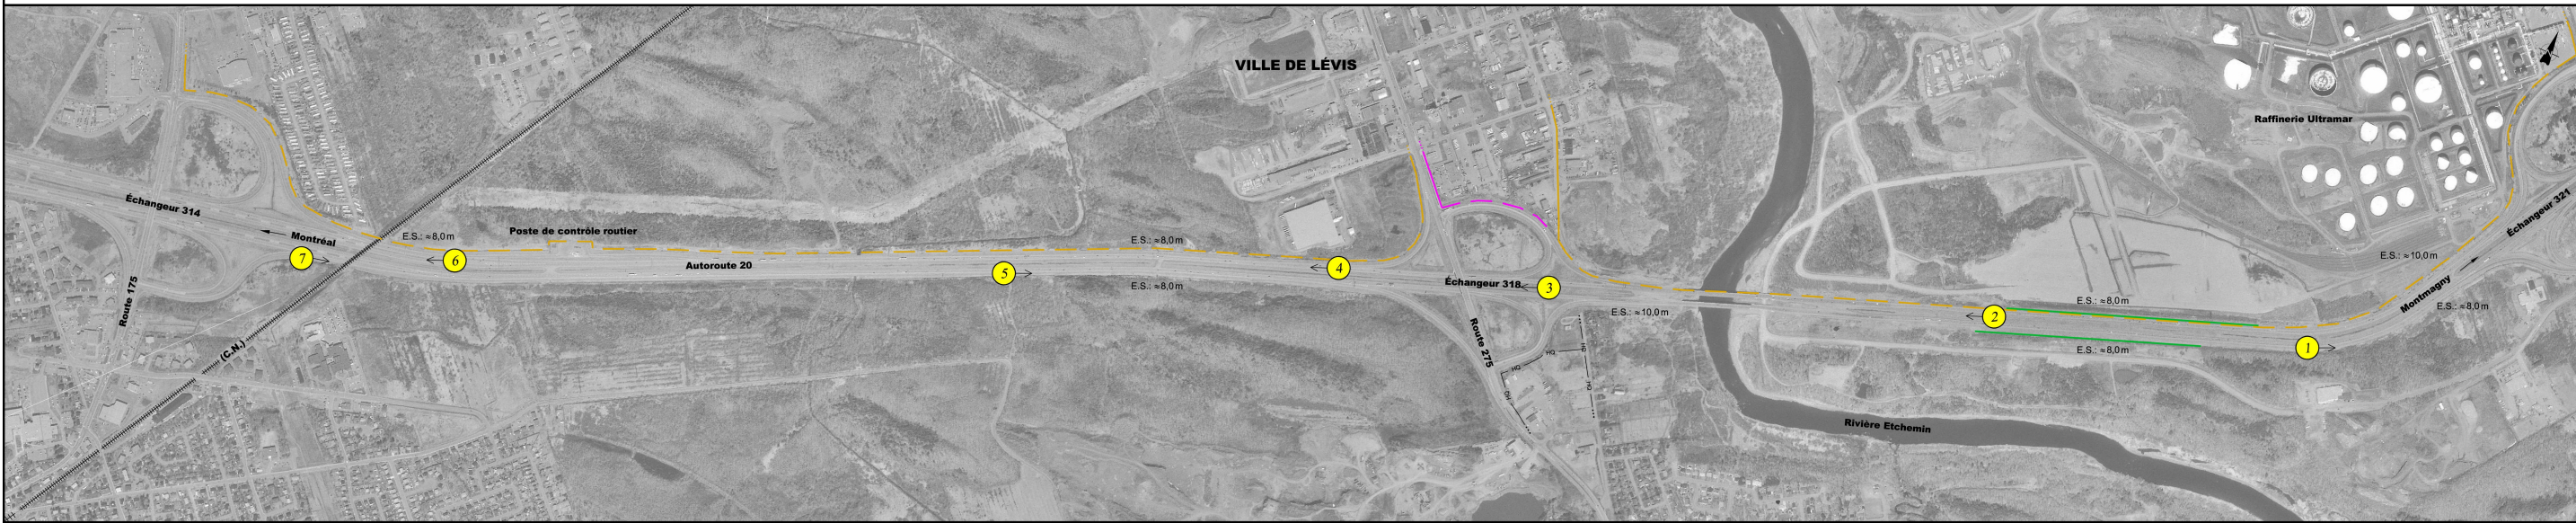 VILLE DE LÉVIS
Raffinerie Ultramar
Échangeur 314
Montréal
7
E.S.: ≈8,0m
6
Poste de contrôle routier
Autoroute 20
5
E.S.: ≈8,0m
E.S.: ≈8,0m
4
Échangeur 318
3
E.S.: ≈10,0m
2
E.S.: ≈8,0m
E.S.: ≈8,0m
1
E.S.: ≈10,0m
Échangeur 321
Montmagny
E.S.: ≈8,0m
Route 175
(C.N.)
Route 275
HQ
HQ
HQ
HQ
HQ
Rivière Etchemin